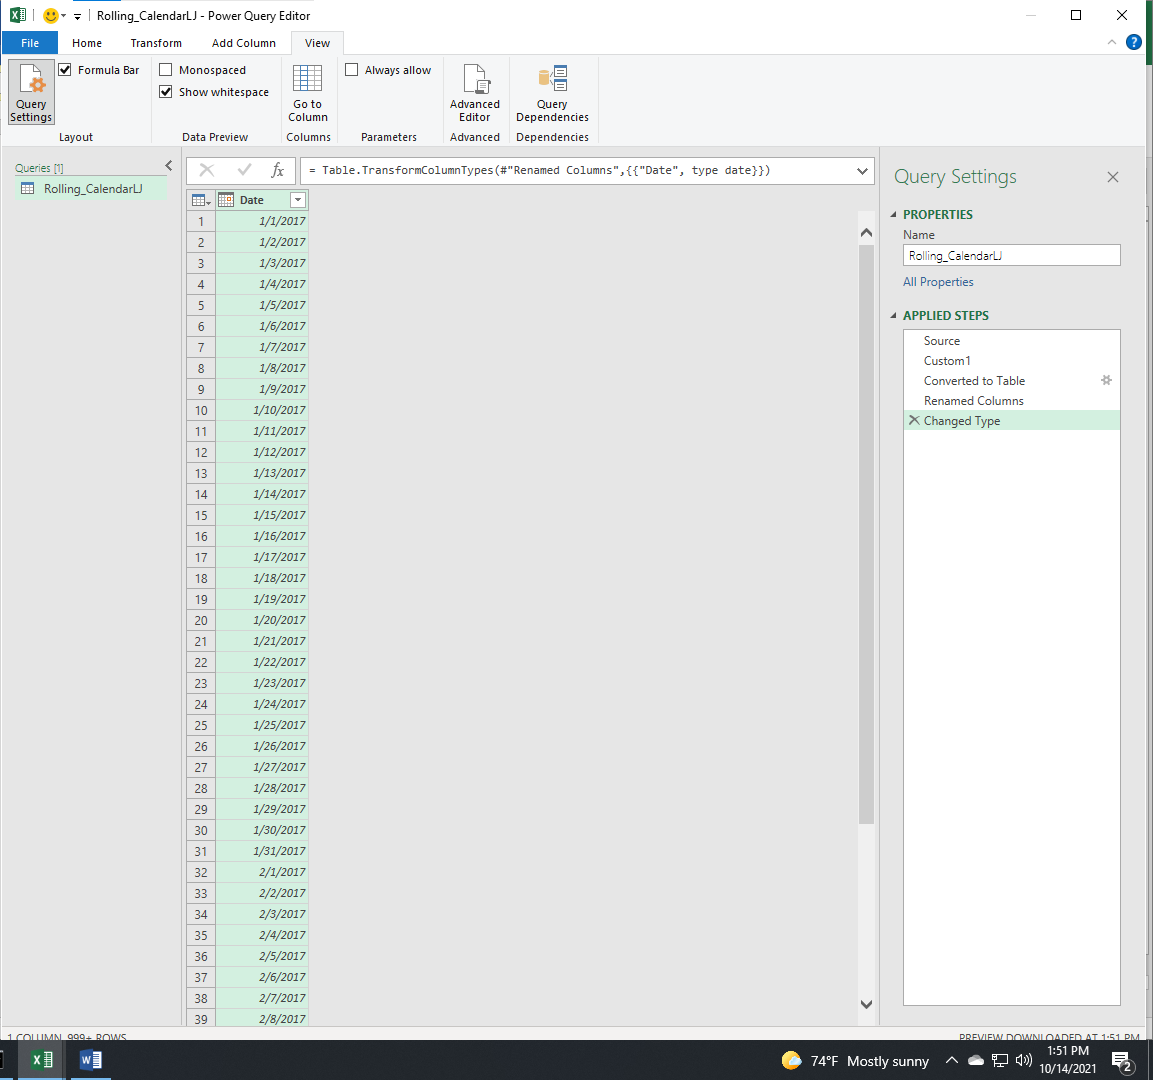 Rolling_CalendarLJ - Power Query Editor
File Home Transform Add Column View
Query Settings
Formula Bar
Layout
Monospaced
Show whitespace
Data Preview
Go to Column
Columns
Always allow
Parameters
Advanced Editor
Advanced
Query Dependencies
Dependencies
Queries [1]
Rolling_CalendarLJ
fx = Table.TransformColumnTypes(#"Renamed Columns",{{"Date", type date}})
Date
1 1/1/2017
2 1/2/2017
3 1/3/2017
4 1/4/2017
5 1/5/2017
6 1/6/2017
7 1/7/2017
8 1/8/2017
9 1/9/2017
10 1/10/2017
11 1/11/2017
12 1/12/2017
13 1/13/2017
14 1/14/2017
15 1/15/2017
16 1/16/2017
17 1/17/2017
18 1/18/2017
19 1/19/2017
20 1/20/2017
21 1/21/2017
22 1/22/2017
23 1/23/2017
24 1/24/2017
25 1/25/2017
26 1/26/2017
27 1/27/2017
28 1/28/2017
29 1/29/2017
30 1/30/2017
31 1/31/2017
32 2/1/2017
33 2/2/2017
34 2/3/2017
35 2/4/2017
36 2/5/2017
37 2/6/2017
38 2/7/2017
39 2/8/2017
Query Settings
PROPERTIES
Name
Rolling_CalendarLJ
All Properties
APPLIED STEPS
Source
Custom1
Converted to Table
Renamed Columns
Changed Type
1 COLUMN, 999+ ROWS
PREVIEW DOWNLOADED AT 1:51 PM
74°F Mostly sunny
1:51 PM
10/14/2021
2